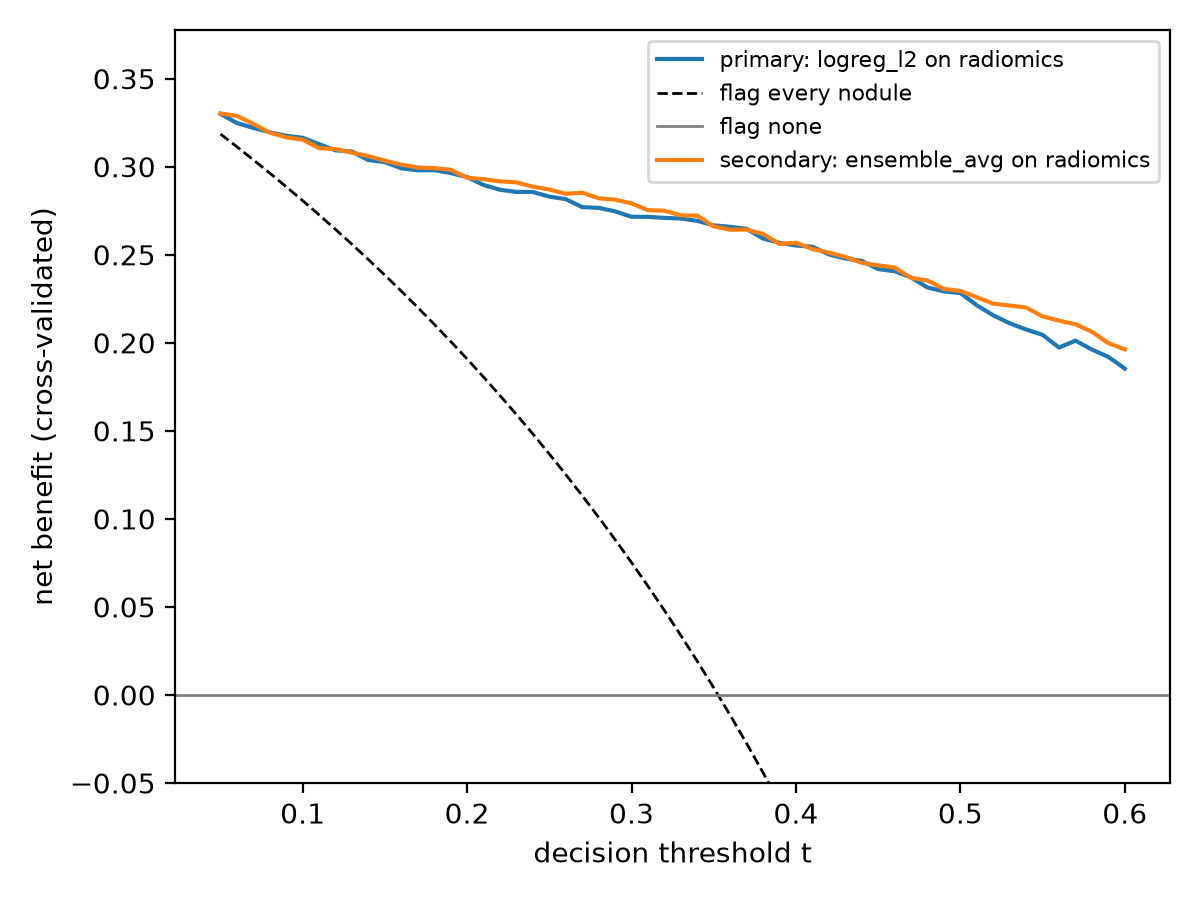 primary: logreg_l2 on radiomics
flag every nodule
flag none
secondary: ensemble_avg on radiomics
net benefit (cross-validated)
0.35
0.30
0.25
0.20
0.15
0.10
0.05
0.00
−0.05
0.1 0.2 0.3 0.4 0.5 0.6
decision threshold t